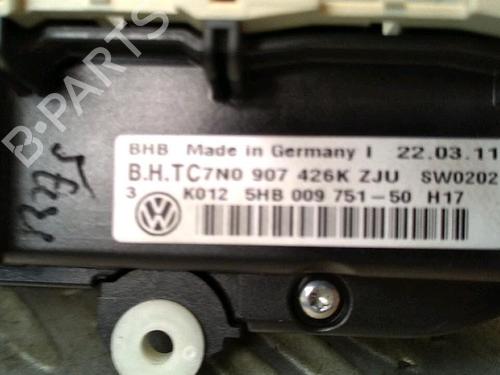 B-PARTS
BHB Made in Germany I 22.03.11
B.H.TC7N0 907 426K ZJU SW0202
3 K012 5HB 009 751-50 H17